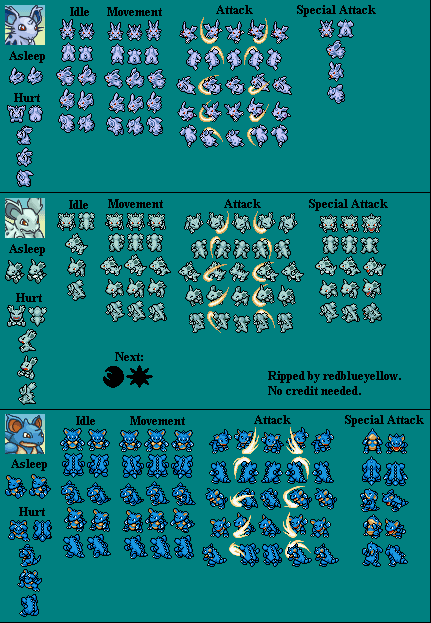 Idle Movement Attack Special Attack
Asleep
Hurt
Idle Movement Attack Special Attack
Asleep
Hurt
Next:
Ripped by redblueyellow.
No credit needed.
Idle Movement Attack Special Attack
Asleep
Hurt